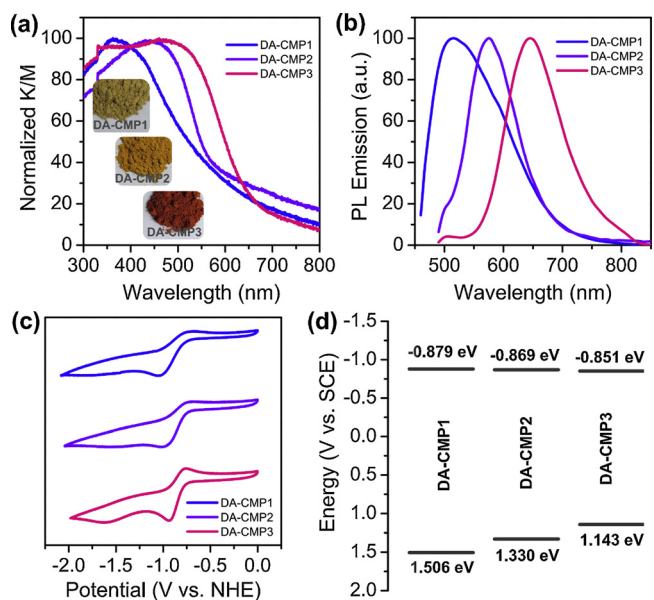 (a)
DA-CMP1
DA-CMP2
DA-CMP3
100
80
60
40
20
0
Normalized K/M
DA-CMP1
DA-CMP2
DA-CMP3
300 400 500 600 700 800
Wavelength (nm)
(b)
DA-CMP1
DA-CMP2
DA-CMP3
100
80
60
40
20
0
PL Emission (a.u.)
500 600 700 800
Wavelength (nm)
(c)
DA-CMP1
DA-CMP2
DA-CMP3
-2.0 -1.5 -1.0 -0.5 0.0
Potential (V vs. NHE)
(d)
-1.5
-1.0
-0.5
0.0
0.5
1.0
1.5
2.0
Energy (V vs. SCE)
-0.879 eV -0.869 eV -0.851 eV
DA-CMP1
DA-CMP2
DA-CMP3
1.506 eV
1.330 eV
1.143 eV